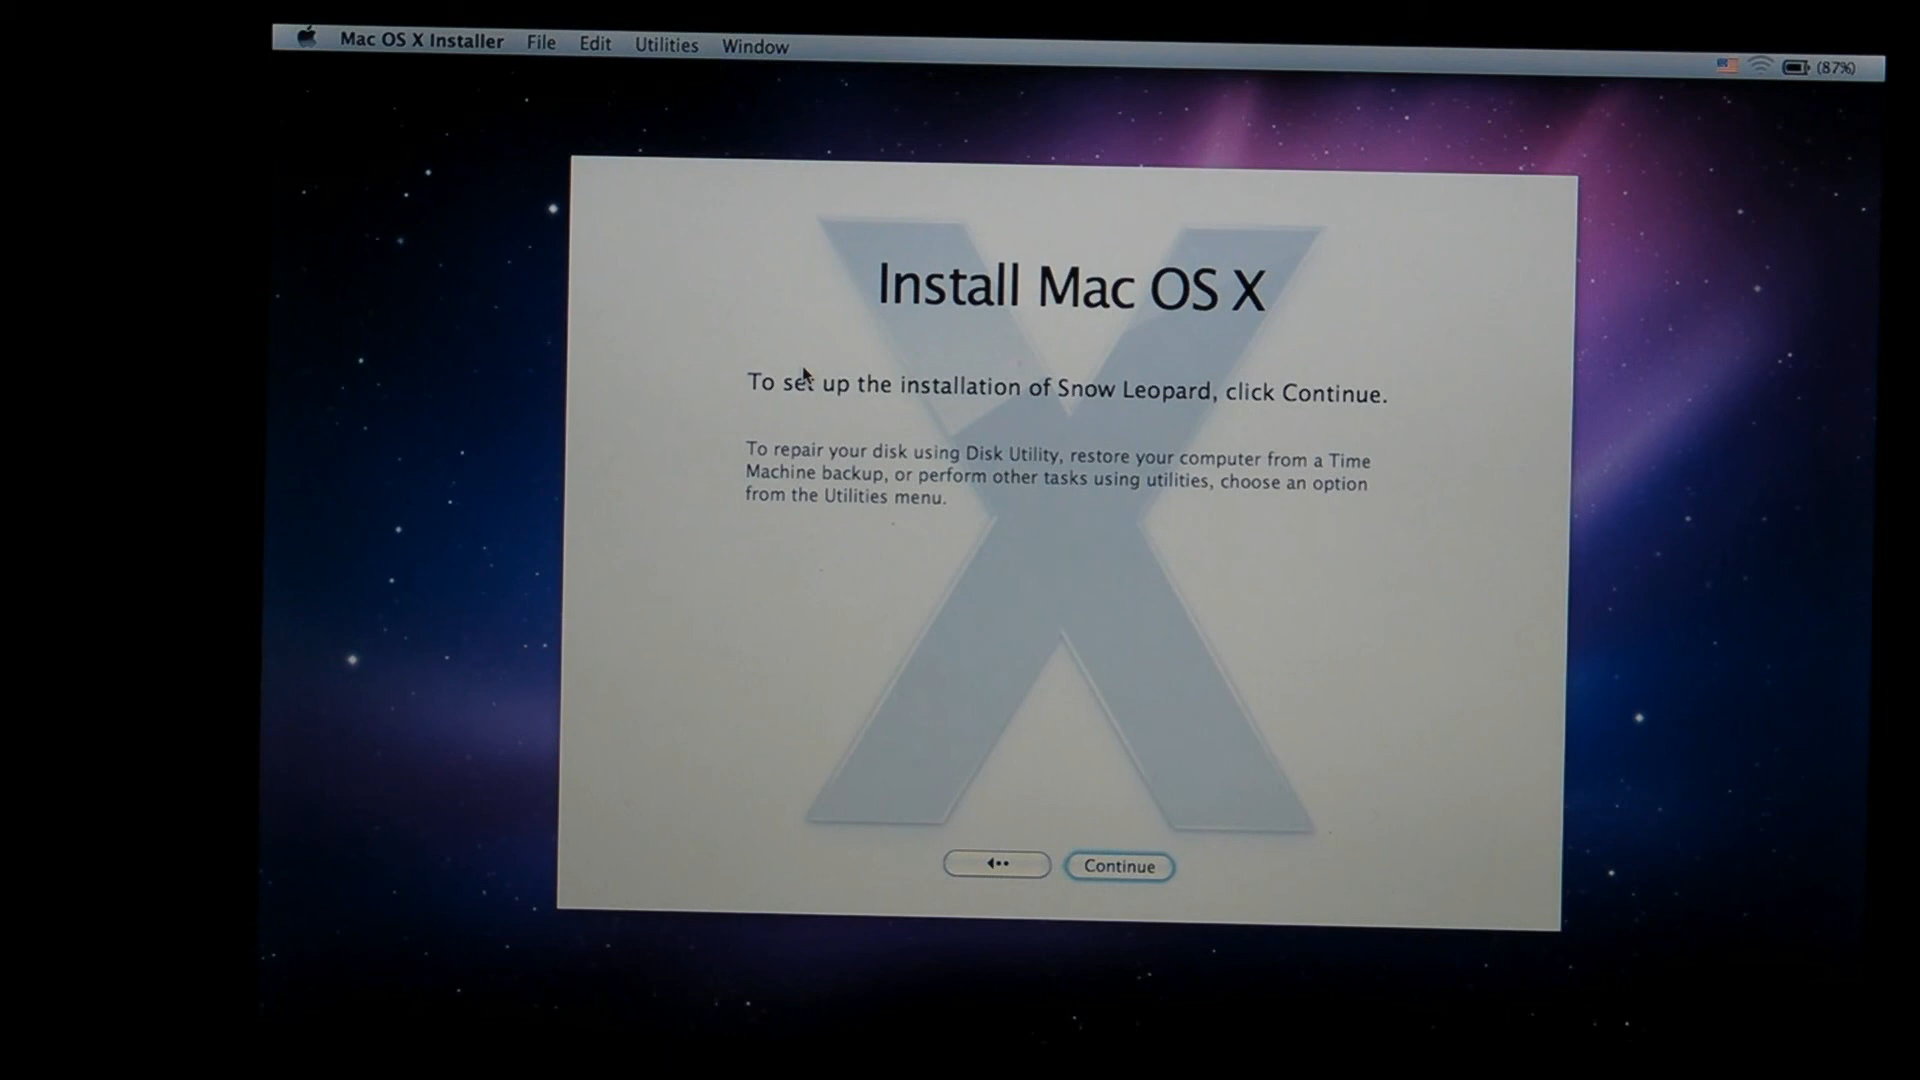 Mac OS X Installer File Edit Utilities Window (87%)
Install Mac OS X
To set up the installation of Snow Leopard, click Continue.
To repair your disk using Disk Utility, restore your computer from a Time
Machine backup, or perform other tasks using utilities, choose an option
from the Utilities menu.
Continue